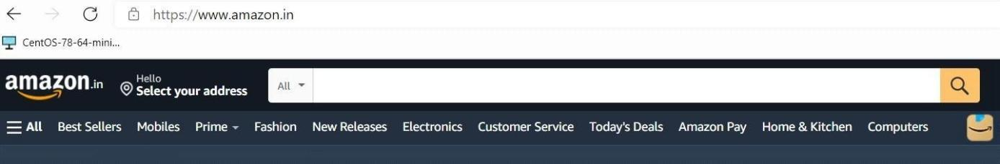 https://www.amazon.in
CentOS-78-64-mini...
amazon.in
Hello
Select your address
All
All Best Sellers Mobiles Prime Fashion New Releases Electronics Customer Service Today's Deals Amazon Pay Home & Kitchen Computers